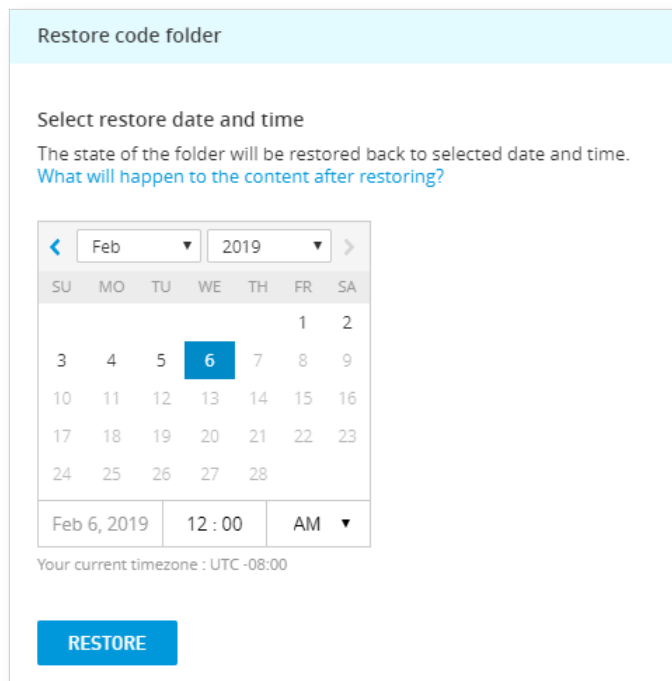 Restore code folder
Select restore date and time
The state of the folder will be restored back to selected date and time.
What will happen to the content after restoring?
Feb 2019
SU MO TU WE TH FR SA
1 2
3 4 5 6 7 8 9
10 11 12 13 14 15 16
17 18 19 20 21 22 23
24 25 26 27 28
Feb 6, 2019 12 : 00 AM
Your current timezone : UTC -08:00
RESTORE